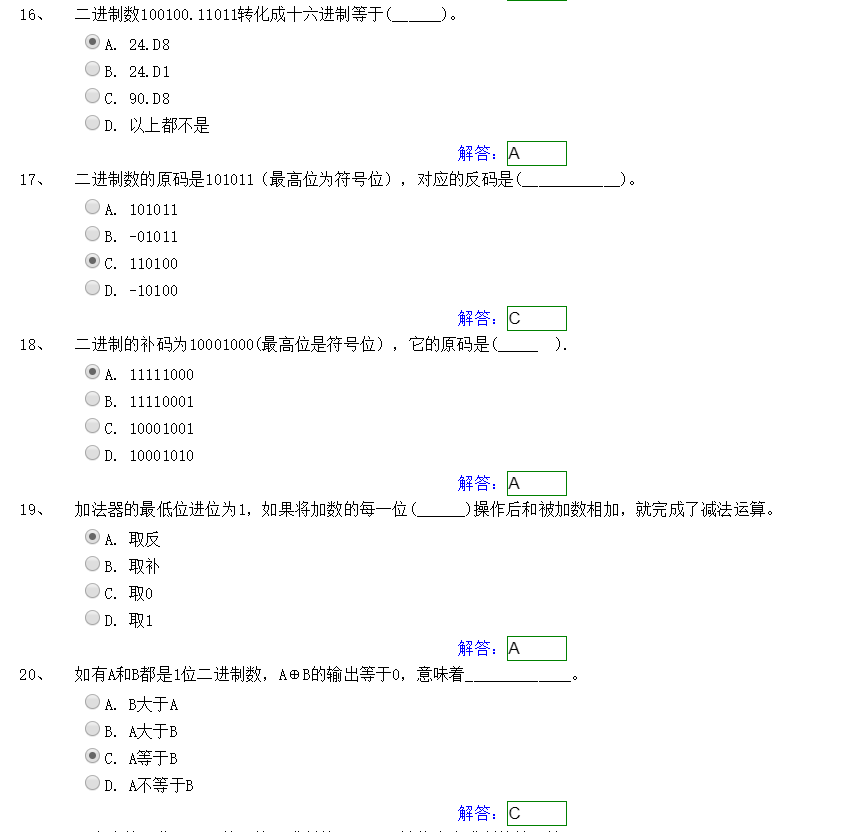 16、 二进制数100100.11011转化成十六进制等于(______)。
A. 24.D8
B. 24.D1
C. 90.D8
D. 以上都不是
解答: A
17、 二进制数的原码是101011（最高位为符号位），对应的反码是(____________)。
A. 101011
B. -01011
C. 110100
D. -10100
解答: C
18、 二进制的补码为10001000(最高位是符号位），它的原码是(_____ ).
A. 11111000
B. 11110001
C. 10001001
D. 10001010
解答: A
19、 加法器的最低位进位为1，如果将加数的每一位(______)操作后和被加数相加，就完成了减法运算。
A. 取反
B. 取补
C. 取0
D. 取1
解答: A
20、 如有A和B都是1位二进制数，A⊕B的输出等于0，意味着_____________。
A. B大于A
B. A大于B
C. A等于B
D. A不等于B
解答: C